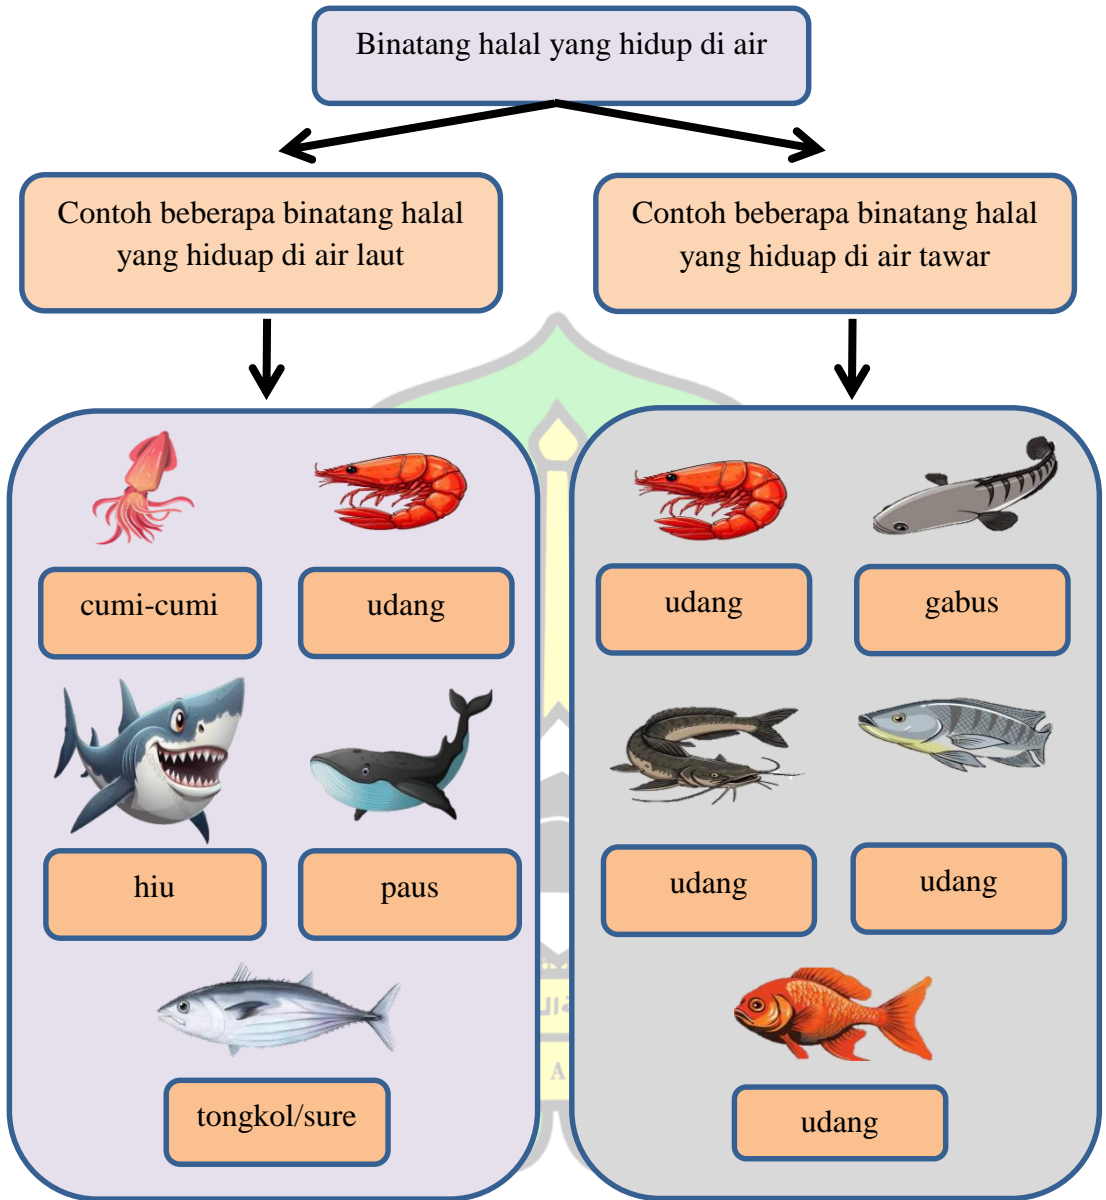 Binatang halal yang hidup di air
Contoh beberapa binatang halal
yang hiduap di air laut
Contoh beberapa binatang halal
yang hiduap di air tawar
cumi-cumi
udang
hiu
paus
tongkol/sure
udang
gabus
udang
udang
udang